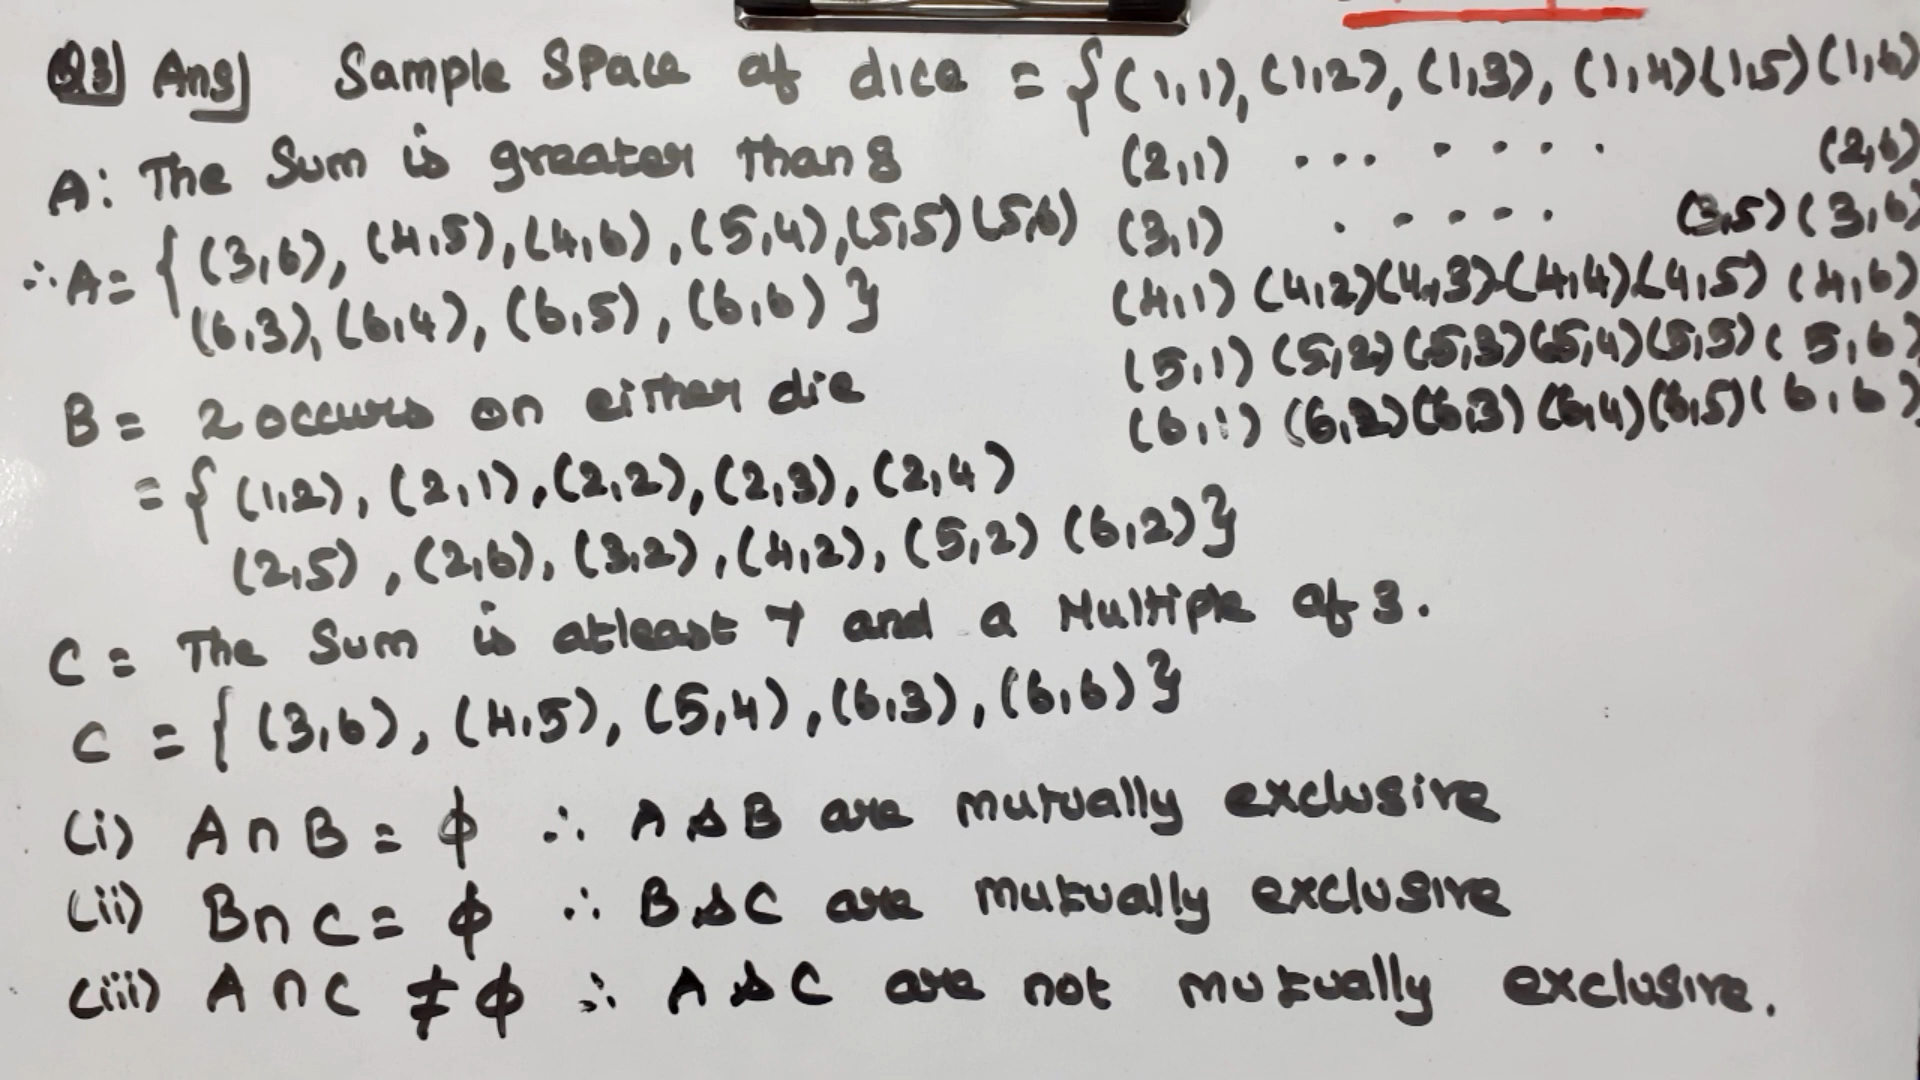 Q3) Ans) Sample Space of dice = {(1,1), (1,2), (1,3), (1,4)(1,5)(1,6)
(2,1) ... . . . . . (2,6)
(3,1) . . . . . (3,5)(3,6)
(4,1) (4,2)(4,3)(4,4)(4,5) (4,6)
(5,1) (5,2)(5,3)(5,4)(5,5)(5,6)
(6,1) (6,2)(6,3)(6,4)(6,5)(6,6)
A: The Sum is greater than 8
∴ A = {(3,6), (4,5), (4,6), (5,4), (5,5) (5,6)
(6,3), (6,4), (6,5), (6,6)}
B = 2 occurs on either die
= {(1,2), (2,1), (2,2), (2,3), (2,4)
(2,5), (2,6), (3,2), (4,2), (5,2) (6,2)}
C = The Sum is atleast 7 and a Multiple of 3.
C = {(3,6), (4,5), (5,4), (6,3), (6,6)}
(i) A ∩ B = ϕ ∴ A & B are mutually exclusive
(ii) B ∩ C = ϕ ∴ B & C are mutually exclusive
(iii) A ∩ C ≠ ϕ ∴ A & C are not mutually exclusive.